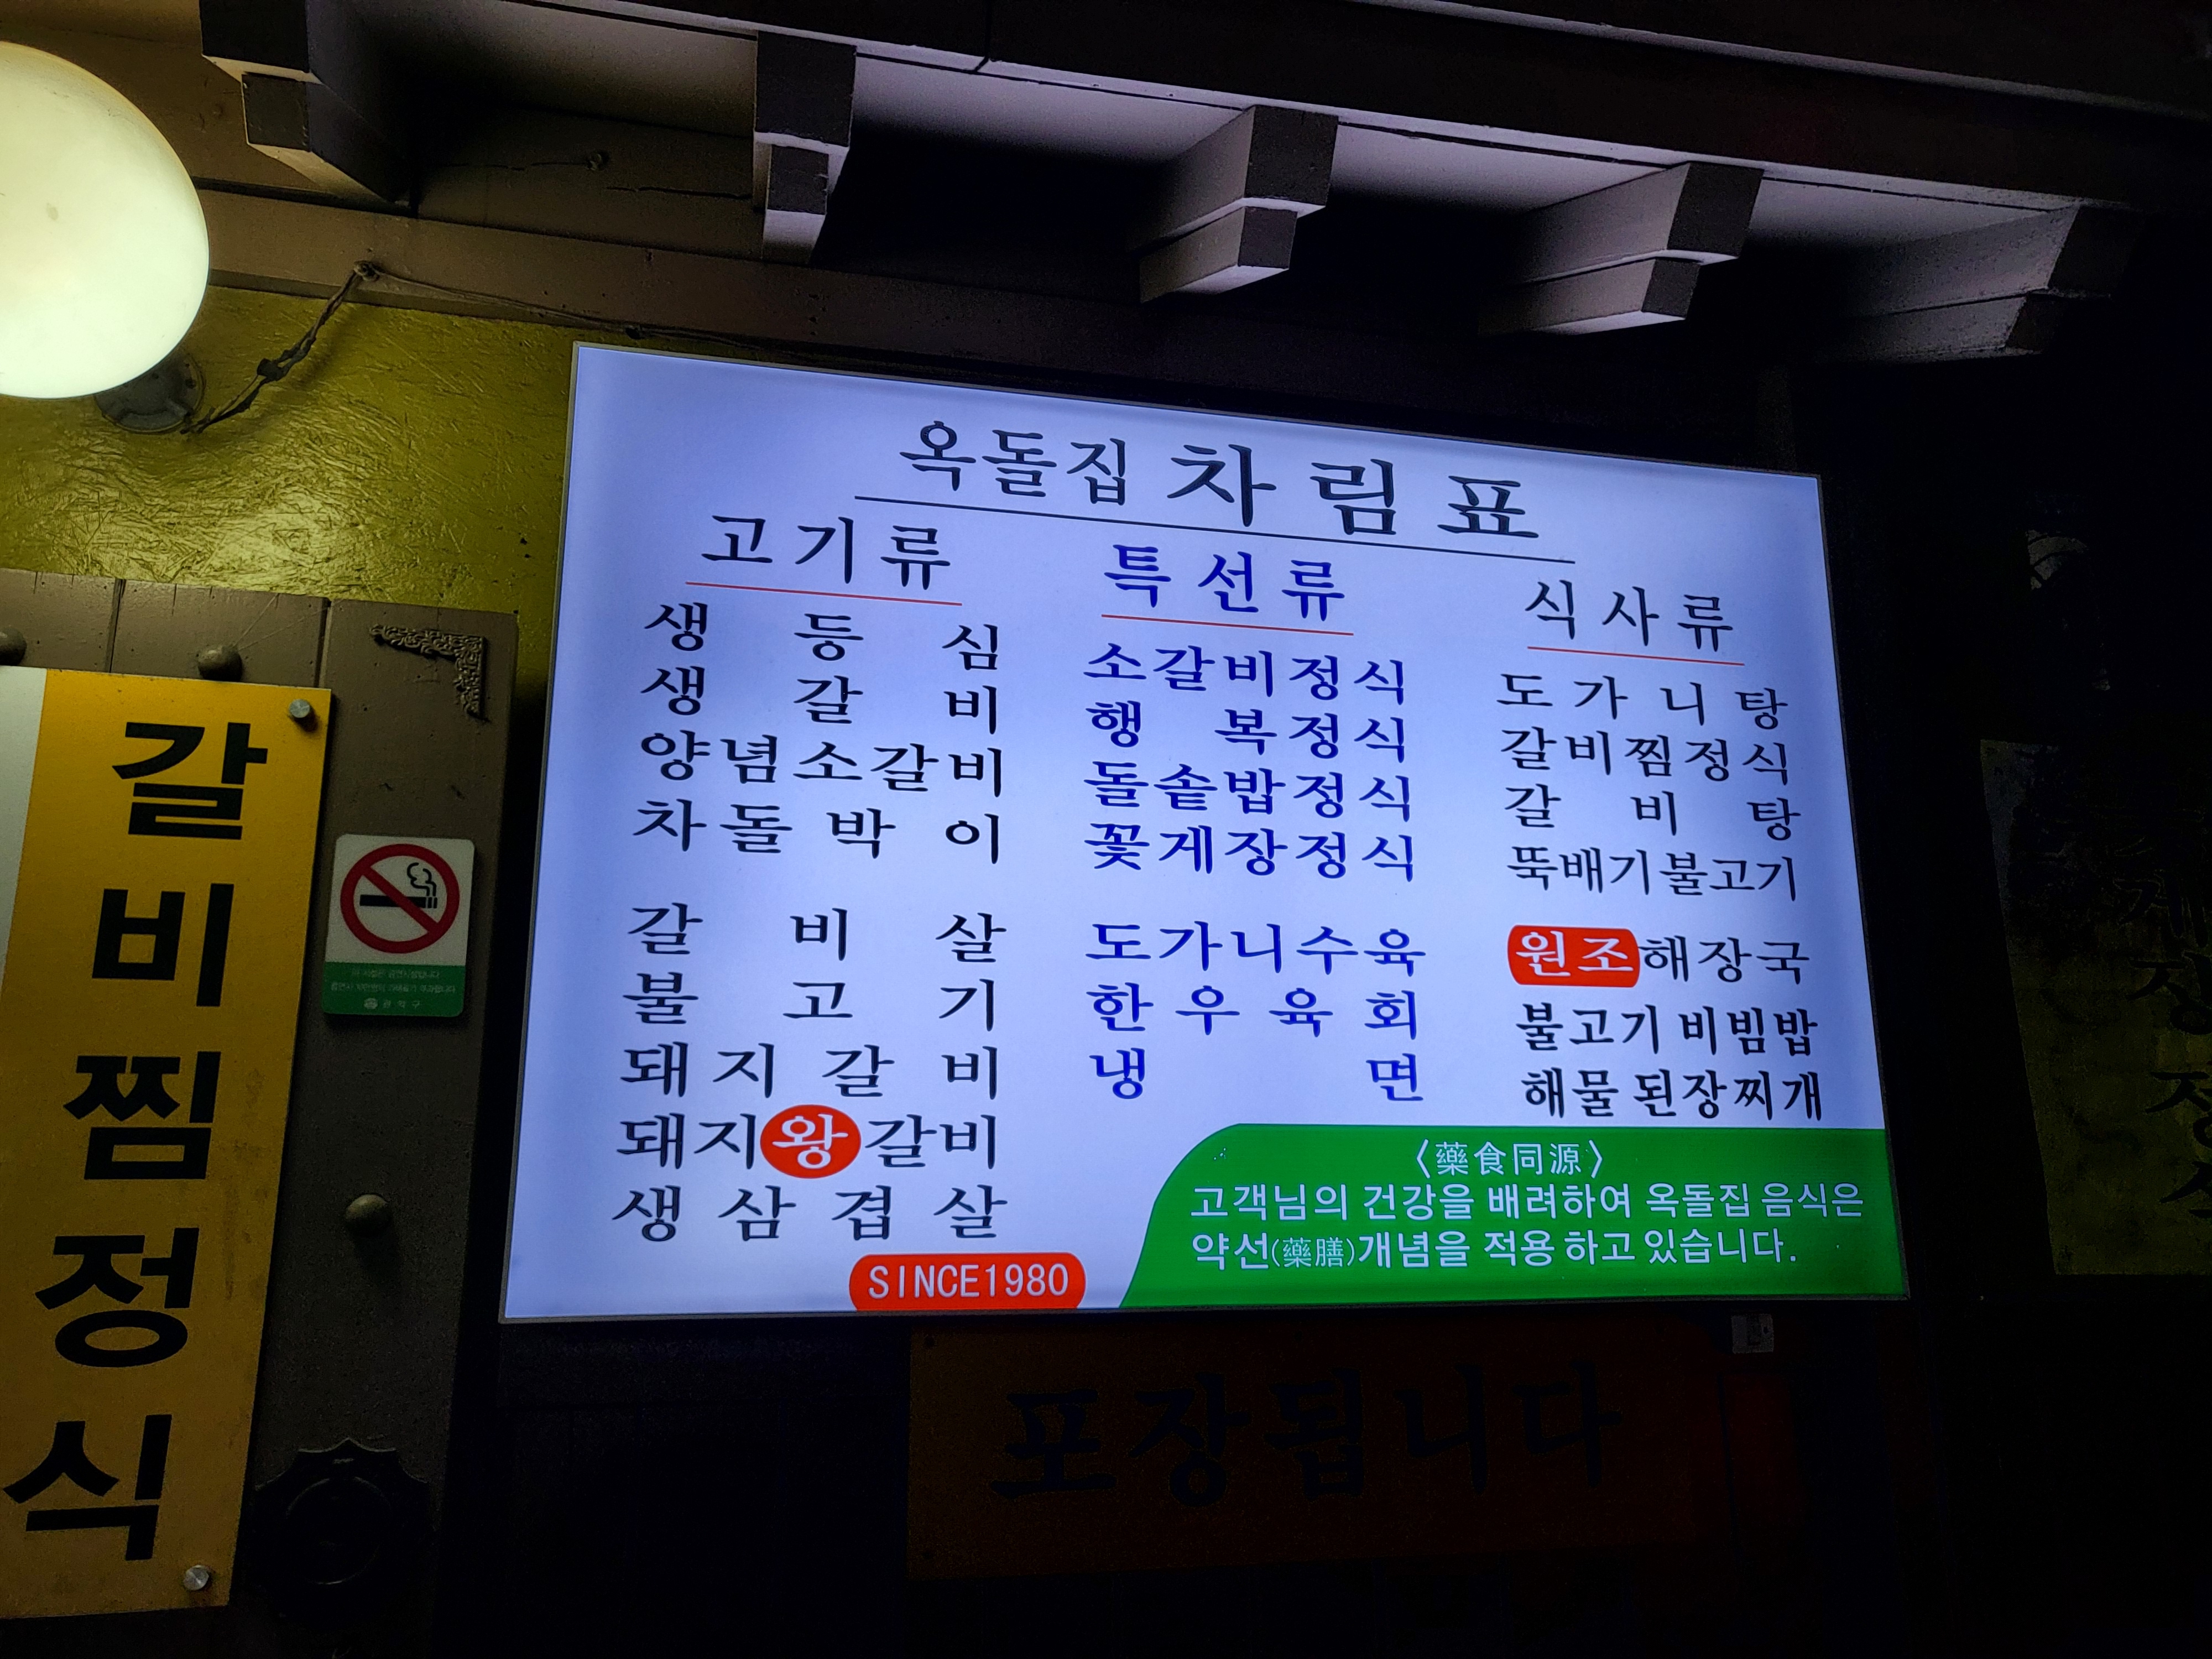 옥돌집 차림표
고기류
생등심
생갈비
양념소갈비
차돌박이
갈비살
불고기
돼지갈비
돼지왕갈비
생삼겹살
특선류
소갈비정식
행복정식
돌솥밥정식
꽃게장정식
도가니수육
한우육회
냉면
식사류
도가니탕
갈비찜정식
갈비탕
뚝배기불고기
원조해장국
불고기 비빔밥
해물 된장찌개
SINCE1980
〈藥食同源〉
고객님의 건강을 배려하여 옥돌집 음식은
약선(藥膳)개념을 적용 하고 있습니다.
갈비찜정식
관악구
포장됩니다